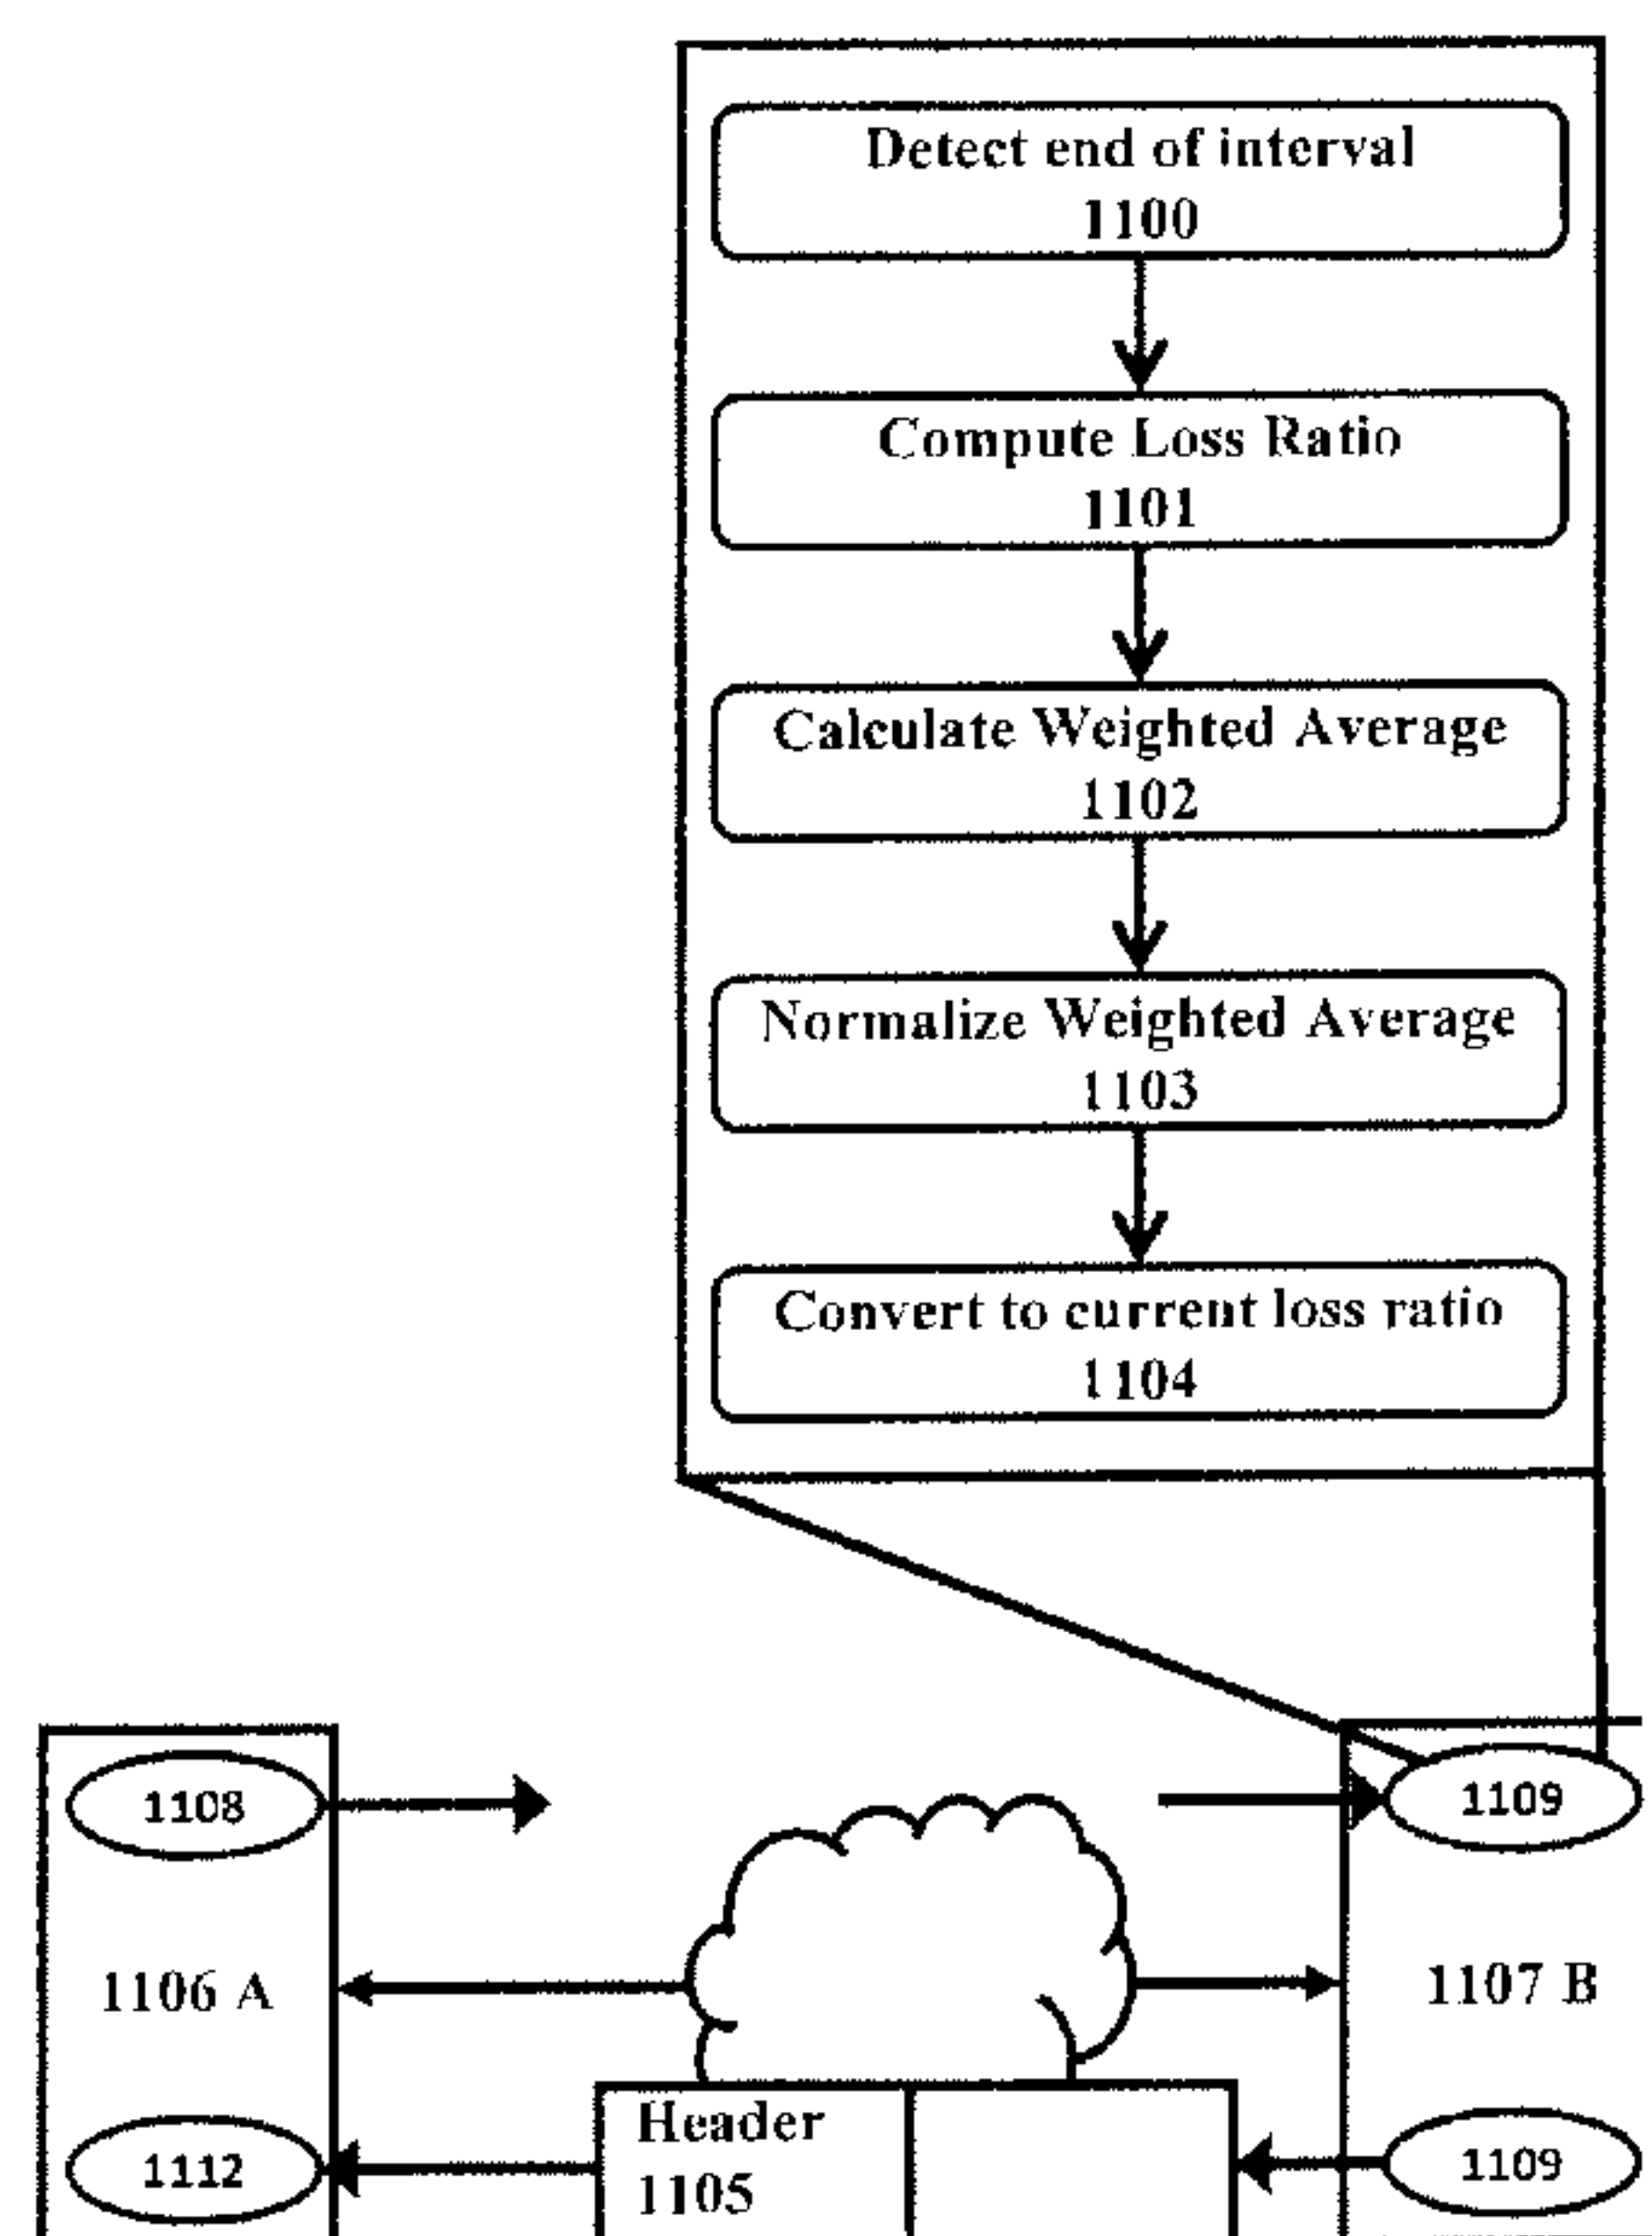 Detect end of interval
1100
Compute Loss Ratio
1101
Calculate Weighted Average
1102
Normalize Weighted Average
1103
Convert to current loss ratio
1104
1108
1109
1106 A
1107 B
Header
1105
1112
1109